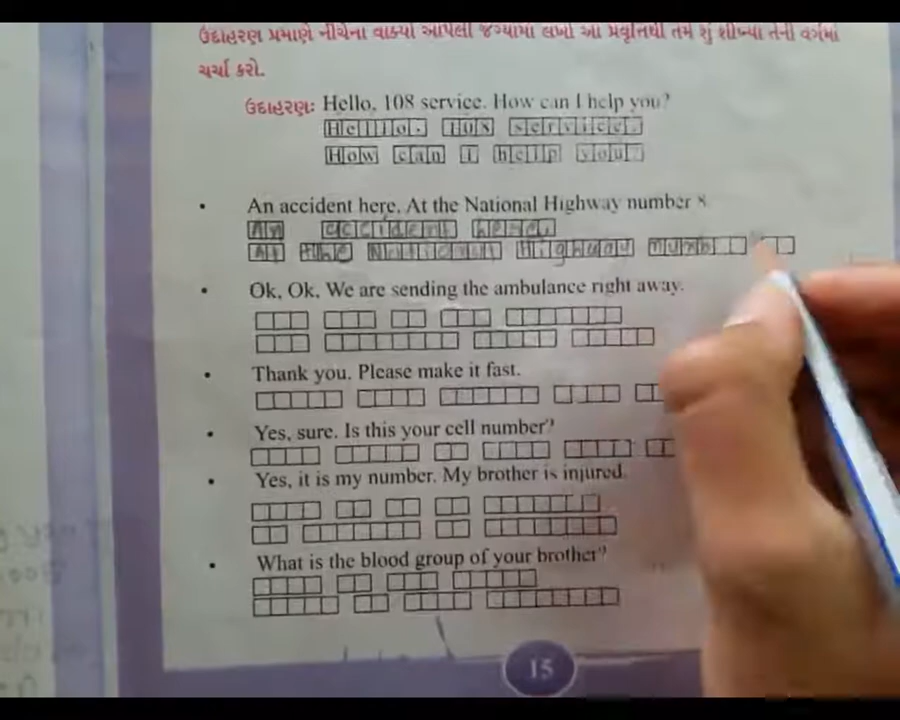 ઉદાહરણ પ્રમાણે નીચેના વાક્યો આપેલી જગ્યામાં લખો આ પ્રવૃત્તિથી તમે શું શીખ્યા તેની વર્ગમાં
ચર્ચા કરો.
ઉદાહરણ: Hello, 108 service. How can I help you?
Hello, 108 service.
How can I help you?
• An accident here. At the National Highway number 8.
An accident here.
At the National Highway numb
• Ok, Ok. We are sending the ambulance right away.
• Thank you. Please make it fast.
• Yes, sure. Is this your cell number?
• Yes, it is my number. My brother is injured.
• What is the blood group of your brother?
15